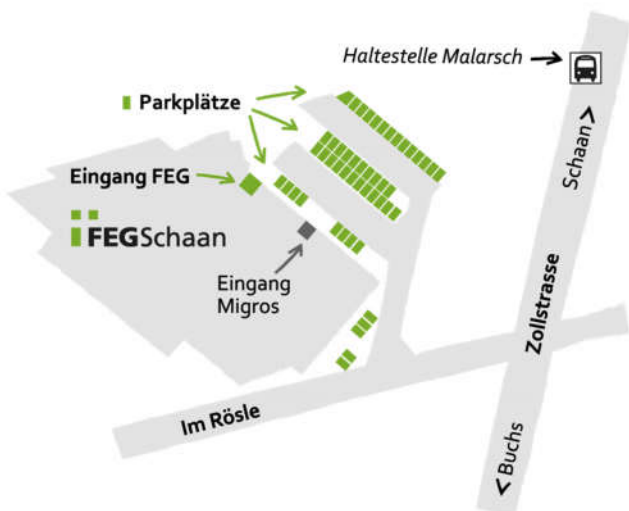 Haltestelle Malarsch
Parkplätze
Schaan >
Eingang FEG
FEGSchaan
Eingang
Migros
Zollstrasse
Im Rösle
< Buchs